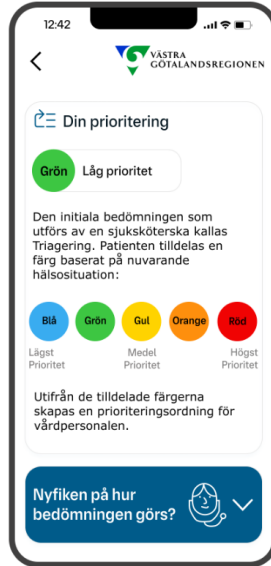 12:42
VÄSTRA
GÖTALANDSREGIONEN
Din prioritering
Grön Låg prioritet
Den initiala bedömningen som
utförs av en sjuksköterska kallas
Triagering. Patienten tilldelas en
färg baserat på nuvarande
hälsosituation:
Blå Grön Gul Orange Röd
Lägst Medel Högst
Prioritet Prioritet Prioritet
Utifrån de tilldelade färgerna
skapas en prioriteringsordning för
vårdpersonalen.
Nyfiken på hur
bedömningen görs?